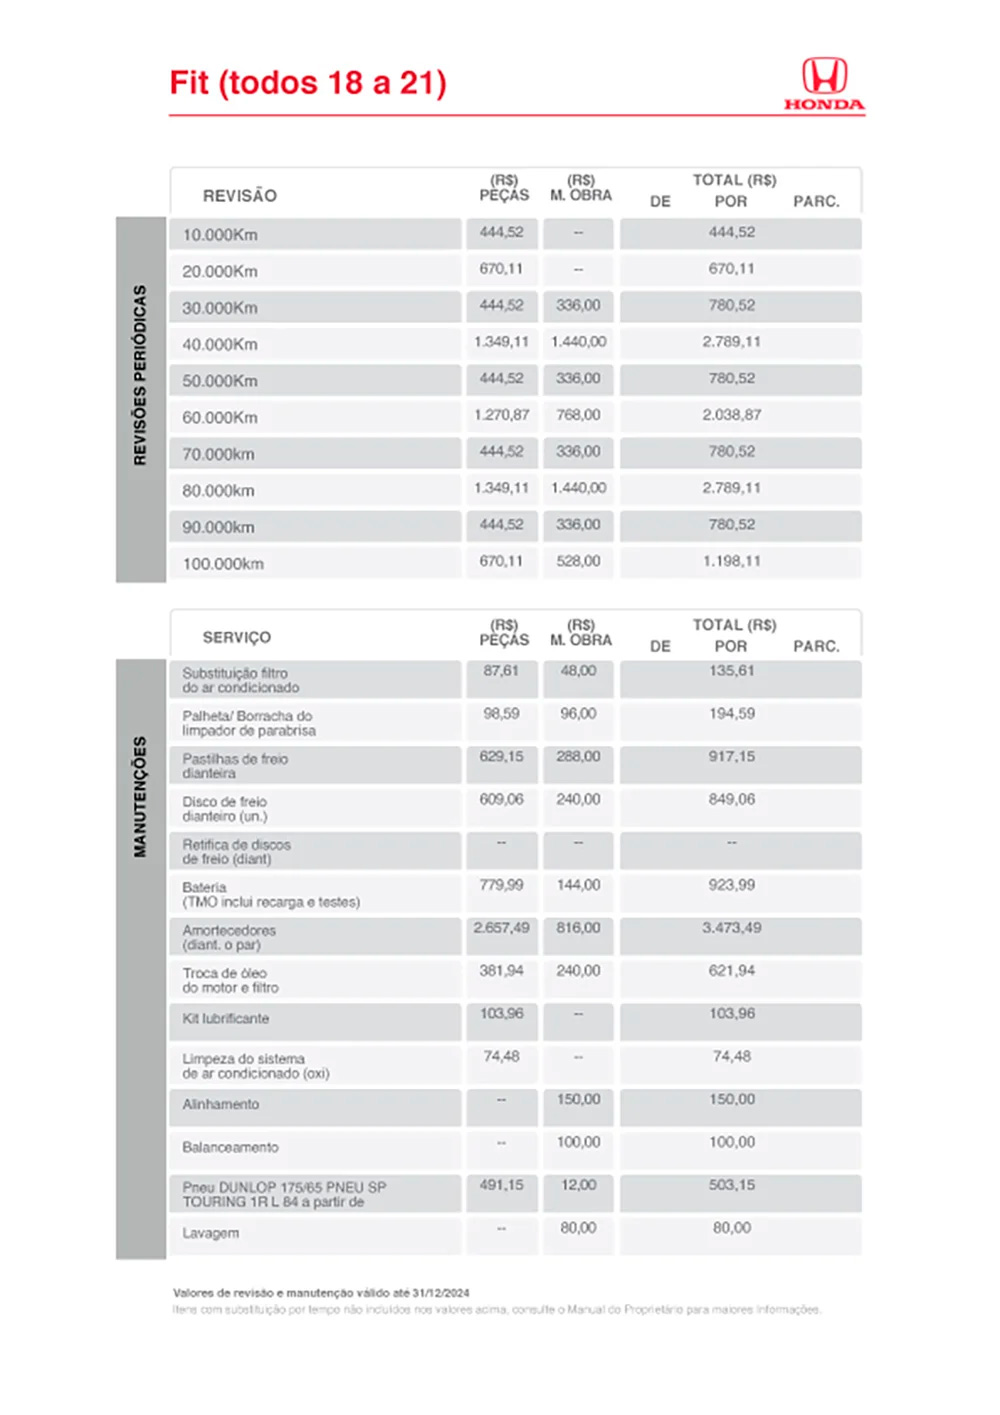 Fit (todos 18 a 21)
HONDA
REVISÃO (R$) PEÇAS (R$) M. OBRA TOTAL (R$) DE POR PARC.
REVISÕES PERIÓDICAS
10.000Km 444,52 -- 444,52
20.000Km 670,11 -- 670,11
30.000Km 444,52 336,00 780,52
40.000Km 1.349,11 1.440,00 2.789,11
50.000Km 444,52 336,00 780,52
60.000Km 1.270,87 768,00 2.038,87
70.000km 444,52 336,00 780,52
80.000km 1.349,11 1.440,00 2.789,11
90.000km 444,52 336,00 780,52
100.000km 670,11 528,00 1.198,11
SERVIÇO (R$) PEÇAS (R$) M. OBRA TOTAL (R$) DE POR PARC.
MANUTENÇÕES
Substituição filtro
do ar condicionado 87,61 48,00 135,61
Palheta/ Borracha do
limpador de parabrisa 98,59 96,00 194,59
Pastilhas de freio
dianteira 629,15 288,00 917,15
Disco de freio
dianteiro (un.) 609,06 240,00 849,06
Retifica de discos
de freio (diant) -- -- --
Bateria
(TMO inclui recarga e testes) 779,99 144,00 923,99
Amortecedores
(diant. o par) 2.657,49 816,00 3.473,49
Troca de óleo
do motor e filtro 381,94 240,00 621,94
Kit lubrificante 103,96 -- 103,96
Limpeza do sistema
de ar condicionado (oxi) 74,48 -- 74,48
Alinhamento -- 150,00 150,00
Balanceamento -- 100,00 100,00
Pneu DUNLOP 175/65 PNEU SP
TOURING 1R L 84 a partir de 491,15 12,00 503,15
Lavagem -- 80,00 80,00
Valores de revisão e manutenção válido até 31/12/2024
Itens com substituição por tempo não incluídos nos valores acima, consulte o Manual do Proprietário para maiores informações.